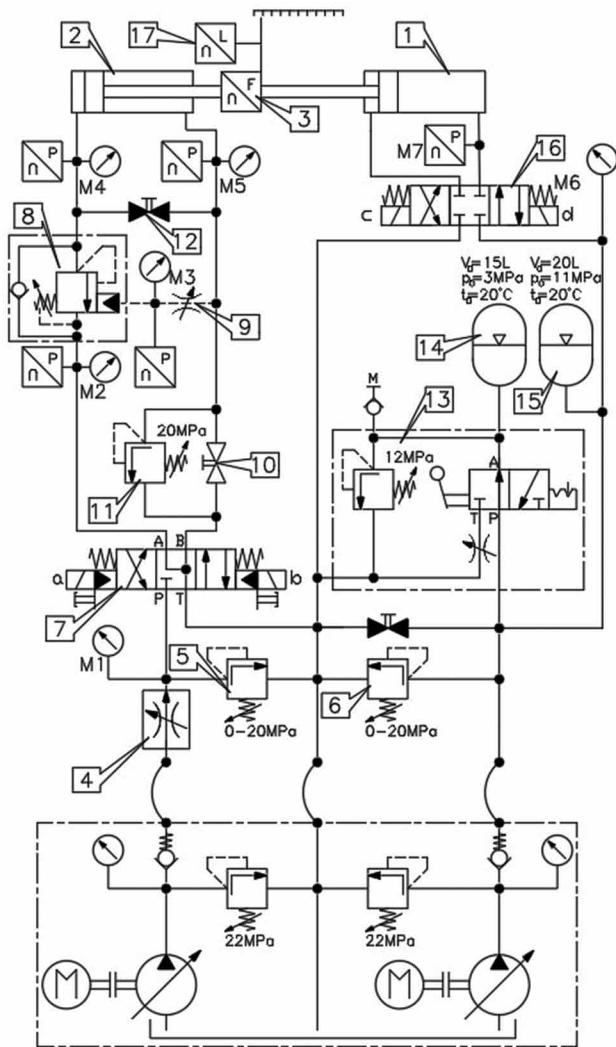 2
17
n L
1
n F
3
n P
M4
n P
M5
M7
n P
16
M6
c
d
8
12
M3
9
V₀=15L
p₀=3MPa
t₀=20°C
V₀=20L
p₀=11MPa
t₀=20°C
14
15
n P
M2
n P
M
13
20MPa
10
11
12MPa
A
T P
T
A B
a
b
P T
7
M1
5
6
0-20MPa
0-20MPa
4
22MPa
22MPa
M
M